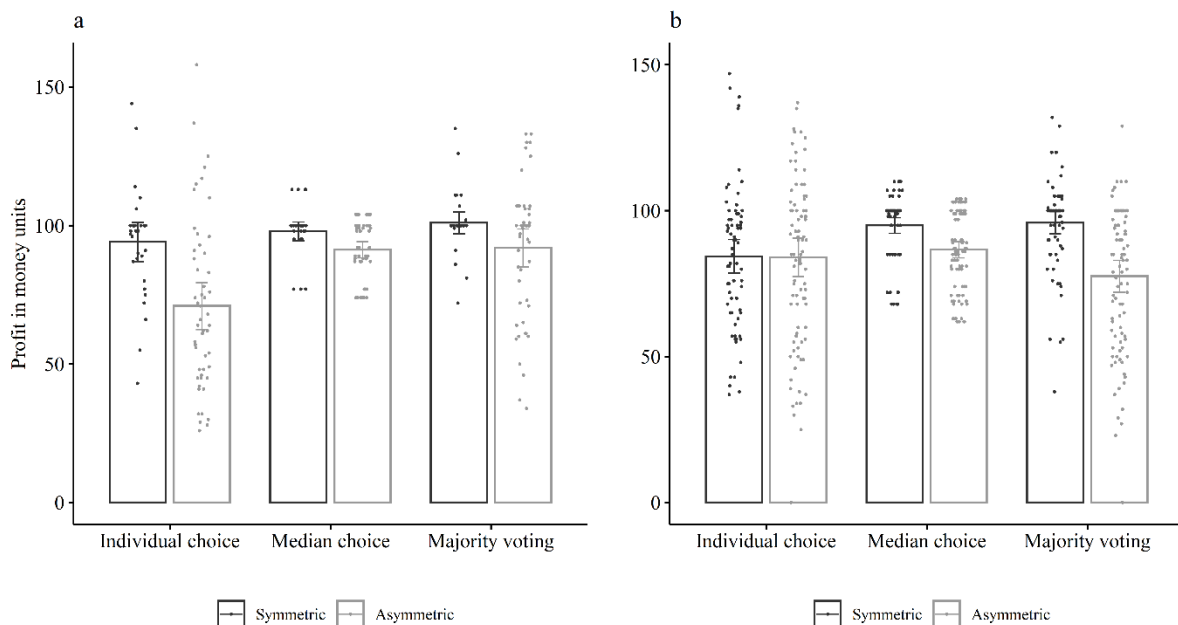 a
b
Profit in money units
150
100
50
0
150
100
50
0
Individual choice Median choice Majority voting
Individual choice Median choice Majority voting
Symmetric Asymmetric
Symmetric Asymmetric